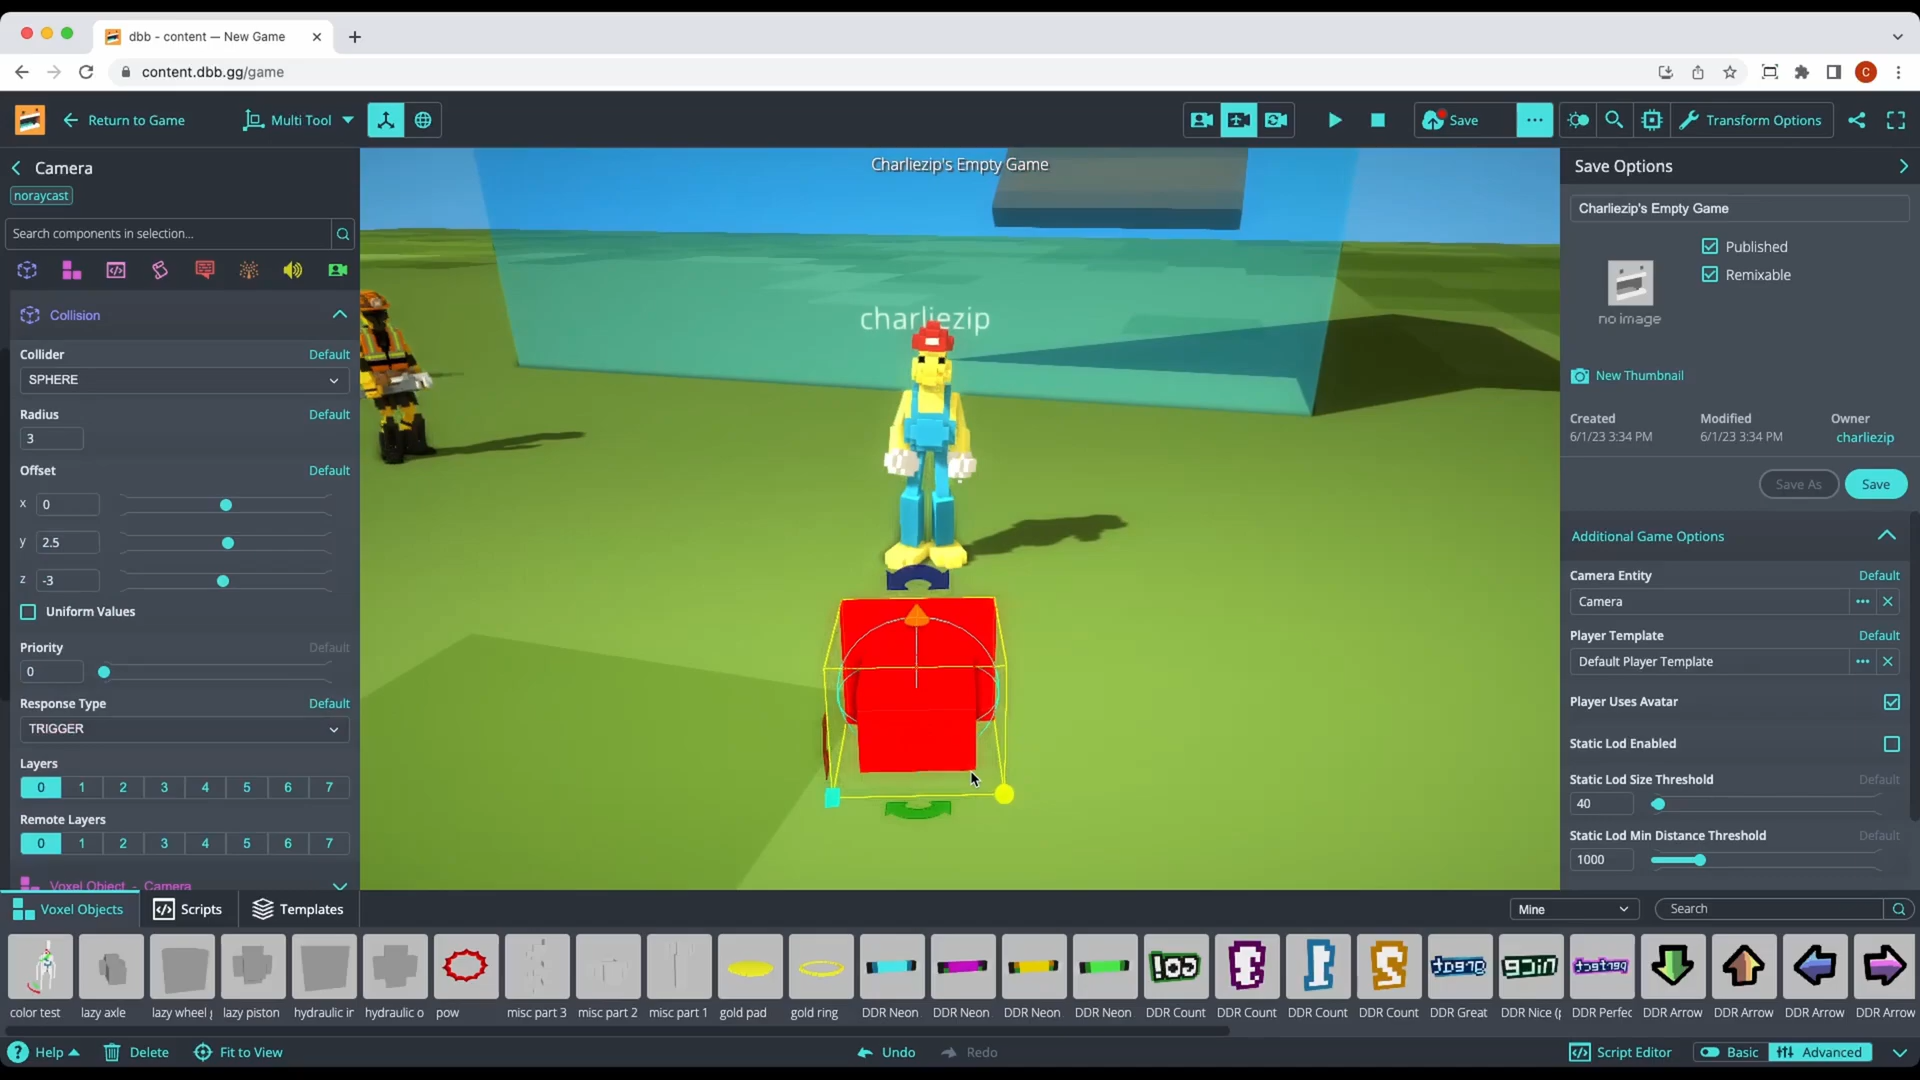 dbb - content — New Game
content.dbb.gg/game
C
Return to Game
Multi Tool
Save
Transform Options
Camera
noraycast
Search components in selection...
Collision
Collider Default
SPHERE
Radius Default
3
Offset Default
x 0
y 2.5
z -3
Uniform Values
Priority Default
0
Response Type Default
TRIGGER
Layers
0 1 2 3 4 5 6 7
Remote Layers
0 1 2 3 4 5 6 7
Voxel Object - Camera
Charliezip's Empty Game
charliezip
Save Options
Charliezip's Empty Game
Published
Remixable
no image
New Thumbnail
Created Modified Owner
6/1/23 3:34 PM 6/1/23 3:34 PM charliezip
Save As Save
Additional Game Options
Camera Entity Default
Camera
Player Template Default
Default Player Template
Player Uses Avatar
Static Lod Enabled
Static Lod Size Threshold Default
40
Static Lod Min Distance Threshold Default
1000
Voxel Objects Scripts Templates
Mine Search
color test lazy axle lazy wheel lazy piston hydraulic ir hydraulic o pow misc part 3 misc part 2 misc part 1 gold pad gold ring DDR Neon DDR Neon DDR Neon DDR Neon DDR Count DDR Count DDR Count DDR Count DDR Great DDR Nice (p DDR Perfec DDR Arrow DDR Arrow DDR Arrow DDR Arrow
Help Delete Fit to View Undo Redo Script Editor Basic Advanced